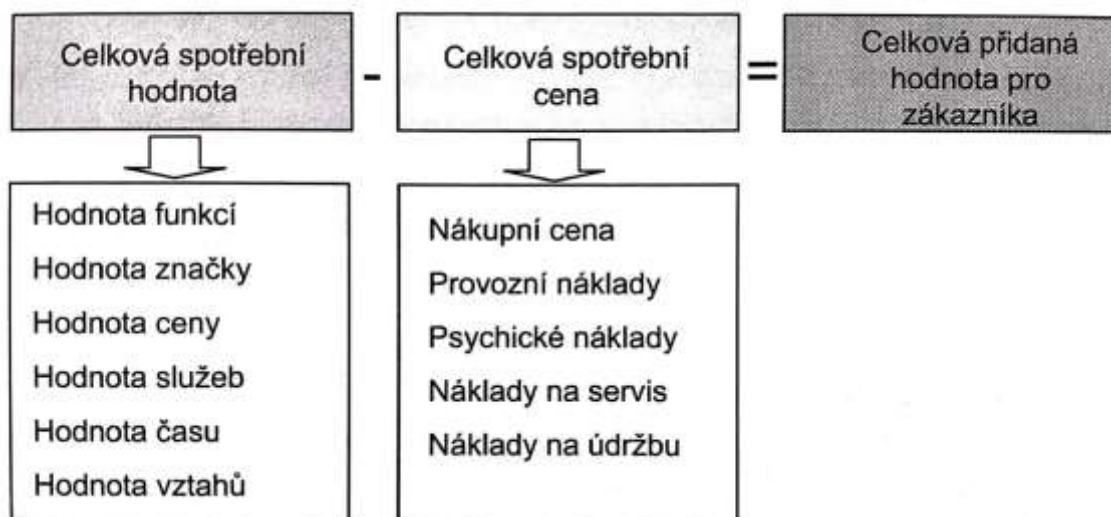 Celková spotřební
hodnota
-
Celková spotřební
cena
=
Celková přidaná
hodnota pro
zákazníka
Hodnota funkcí
Hodnota značky
Hodnota ceny
Hodnota služeb
Hodnota času
Hodnota vztahů
Nákupní cena
Provozní náklady
Psychické náklady
Náklady na servis
Náklady na údržbu